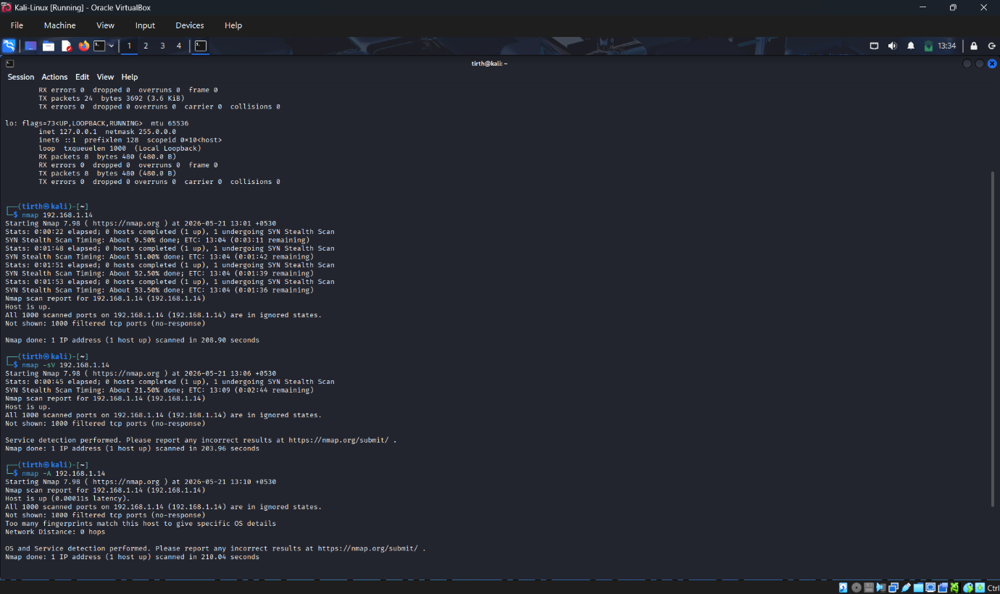 Kali-Linux [Running] - Oracle VirtualBox
File Machine View Input Devices Help
1 2 3 4 13:34
tirth@kali: ~
Session Actions Edit View Help
RX errors 0 dropped 0 overruns 0 frame 0
TX packets 24 bytes 3692 (3.6 KiB)
TX errors 0 dropped 0 overruns 0 carrier 0 collisions 0
lo: flags=73<UP,LOOPBACK,RUNNING> mtu 65536
inet 127.0.0.1 netmask 255.0.0.0
inet6 ::1 prefixlen 128 scopeid 0×10<host>
loop txqueuelen 1000 (Local Loopback)
RX packets 8 bytes 480 (480.0 B)
RX errors 0 dropped 0 overruns 0 frame 0
TX packets 8 bytes 480 (480.0 B)
TX errors 0 dropped 0 overruns 0 carrier 0 collisions 0
┌──(tirth㉿kali)-[~]
└─$ nmap 192.168.1.14
Starting Nmap 7.98 ( https://nmap.org ) at 2026-05-21 13:01 +0530
Stats: 0:00:22 elapsed; 0 hosts completed (1 up), 1 undergoing SYN Stealth Scan
SYN Stealth Scan Timing: About 9.50% done; ETC: 13:04 (0:03:11 remaining)
Stats: 0:01:48 elapsed; 0 hosts completed (1 up), 1 undergoing SYN Stealth Scan
SYN Stealth Scan Timing: About 51.00% done; ETC: 13:04 (0:01:42 remaining)
Stats: 0:01:51 elapsed; 0 hosts completed (1 up), 1 undergoing SYN Stealth Scan
SYN Stealth Scan Timing: About 52.50% done; ETC: 13:04 (0:01:39 remaining)
Stats: 0:01:53 elapsed; 0 hosts completed (1 up), 1 undergoing SYN Stealth Scan
SYN Stealth Scan Timing: About 53.50% done; ETC: 13:04 (0:01:36 remaining)
Nmap scan report for 192.168.1.14 (192.168.1.14)
Host is up.
All 1000 scanned ports on 192.168.1.14 (192.168.1.14) are in ignored states.
Not shown: 1000 filtered tcp ports (no-response)
Nmap done: 1 IP address (1 host up) scanned in 208.90 seconds
┌──(tirth㉿kali)-[~]
└─$ nmap -sV 192.168.1.14
Starting Nmap 7.98 ( https://nmap.org ) at 2026-05-21 13:06 +0530
Stats: 0:00:45 elapsed; 0 hosts completed (1 up), 1 undergoing SYN Stealth Scan
SYN Stealth Scan Timing: About 21.50% done; ETC: 13:09 (0:02:44 remaining)
Nmap scan report for 192.168.1.14 (192.168.1.14)
Host is up.
All 1000 scanned ports on 192.168.1.14 (192.168.1.14) are in ignored states.
Not shown: 1000 filtered tcp ports (no-response)
Service detection performed. Please report any incorrect results at https://nmap.org/submit/ .
Nmap done: 1 IP address (1 host up) scanned in 203.96 seconds
┌──(tirth㉿kali)-[~]
└─$ nmap -A 192.168.1.14
Starting Nmap 7.98 ( https://nmap.org ) at 2026-05-21 13:10 +0530
Nmap scan report for 192.168.1.14 (192.168.1.14)
Host is up (0.00011s latency).
All 1000 scanned ports on 192.168.1.14 (192.168.1.14) are in ignored states.
Not shown: 1000 filtered tcp ports (no-response)
Too many fingerprints match this host to give specific OS details
Network Distance: 0 hops
OS and Service detection performed. Please report any incorrect results at https://nmap.org/submit/ .
Nmap done: 1 IP address (1 host up) scanned in 210.04 seconds
Ctrl